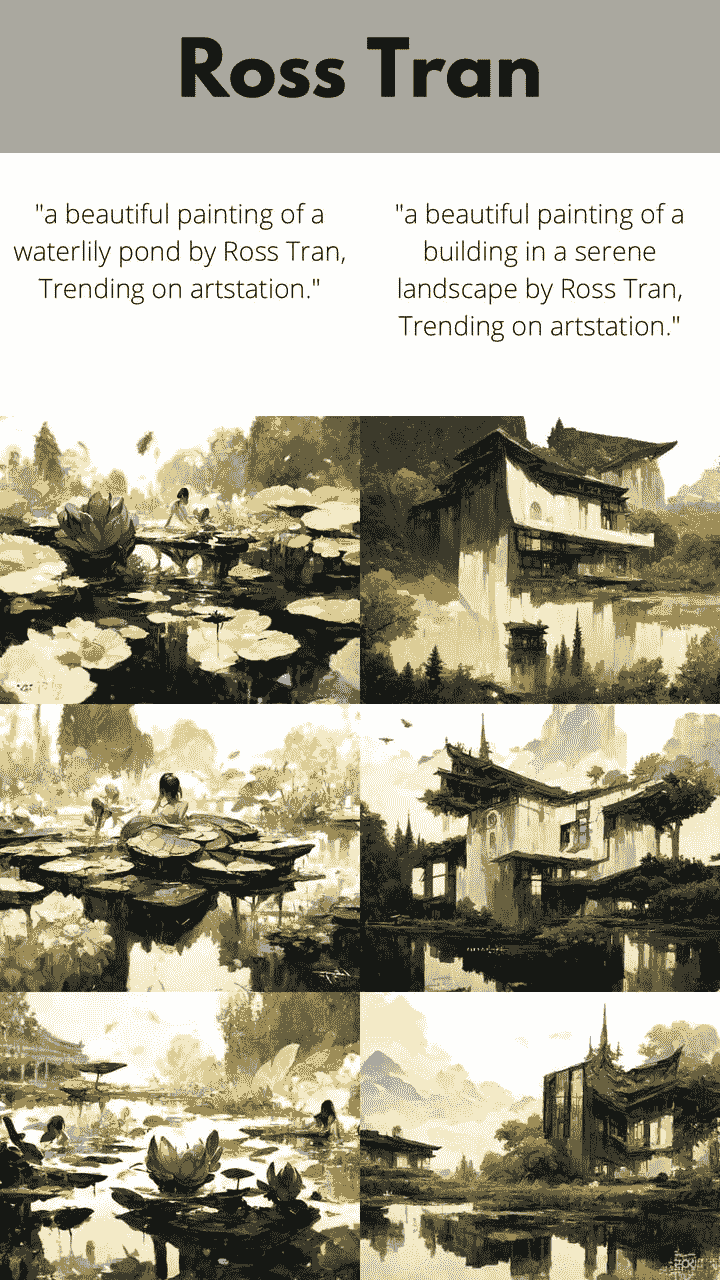 Ross Tran
"a beautiful painting of a
waterlily pond by Ross Tran,
Trending on artstation."
"a beautiful painting of a
building in a serene
landscape by Ross Tran,
Trending on artstation."